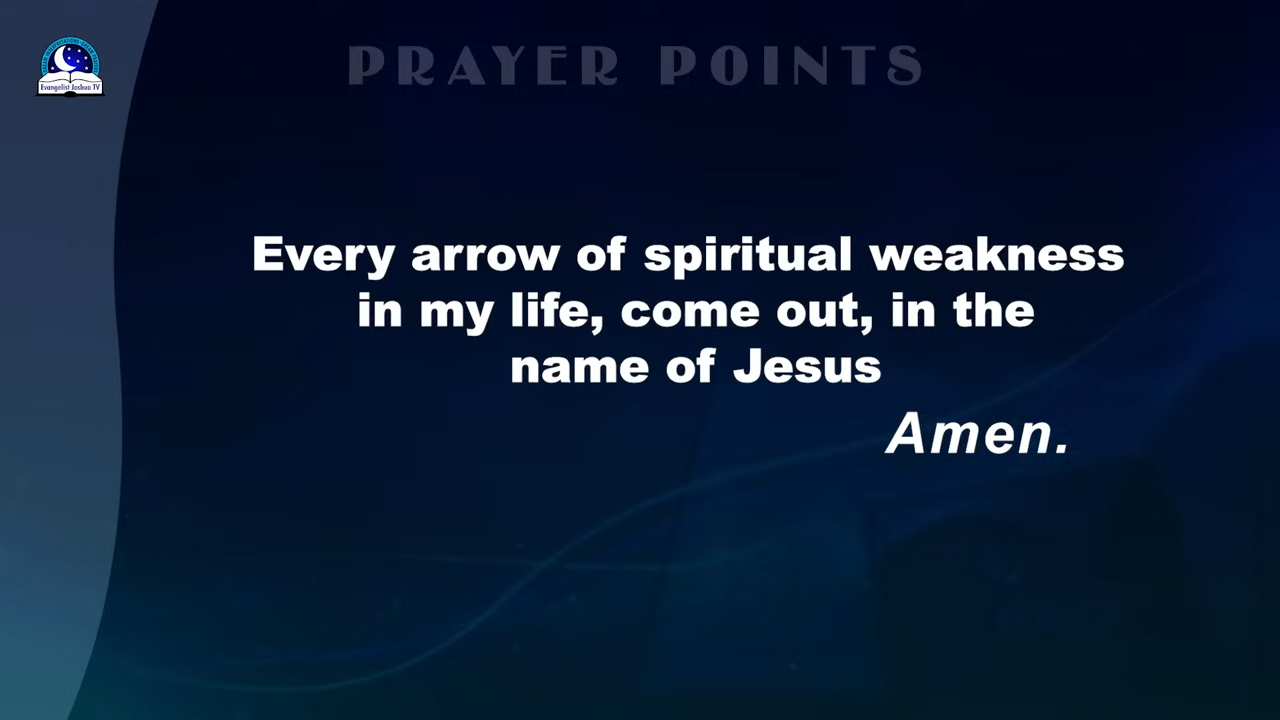 PRAYER POINTS
Evangelist Joshua TV
Every arrow of spiritual weakness
in my life, come out, in the
name of Jesus
Amen.